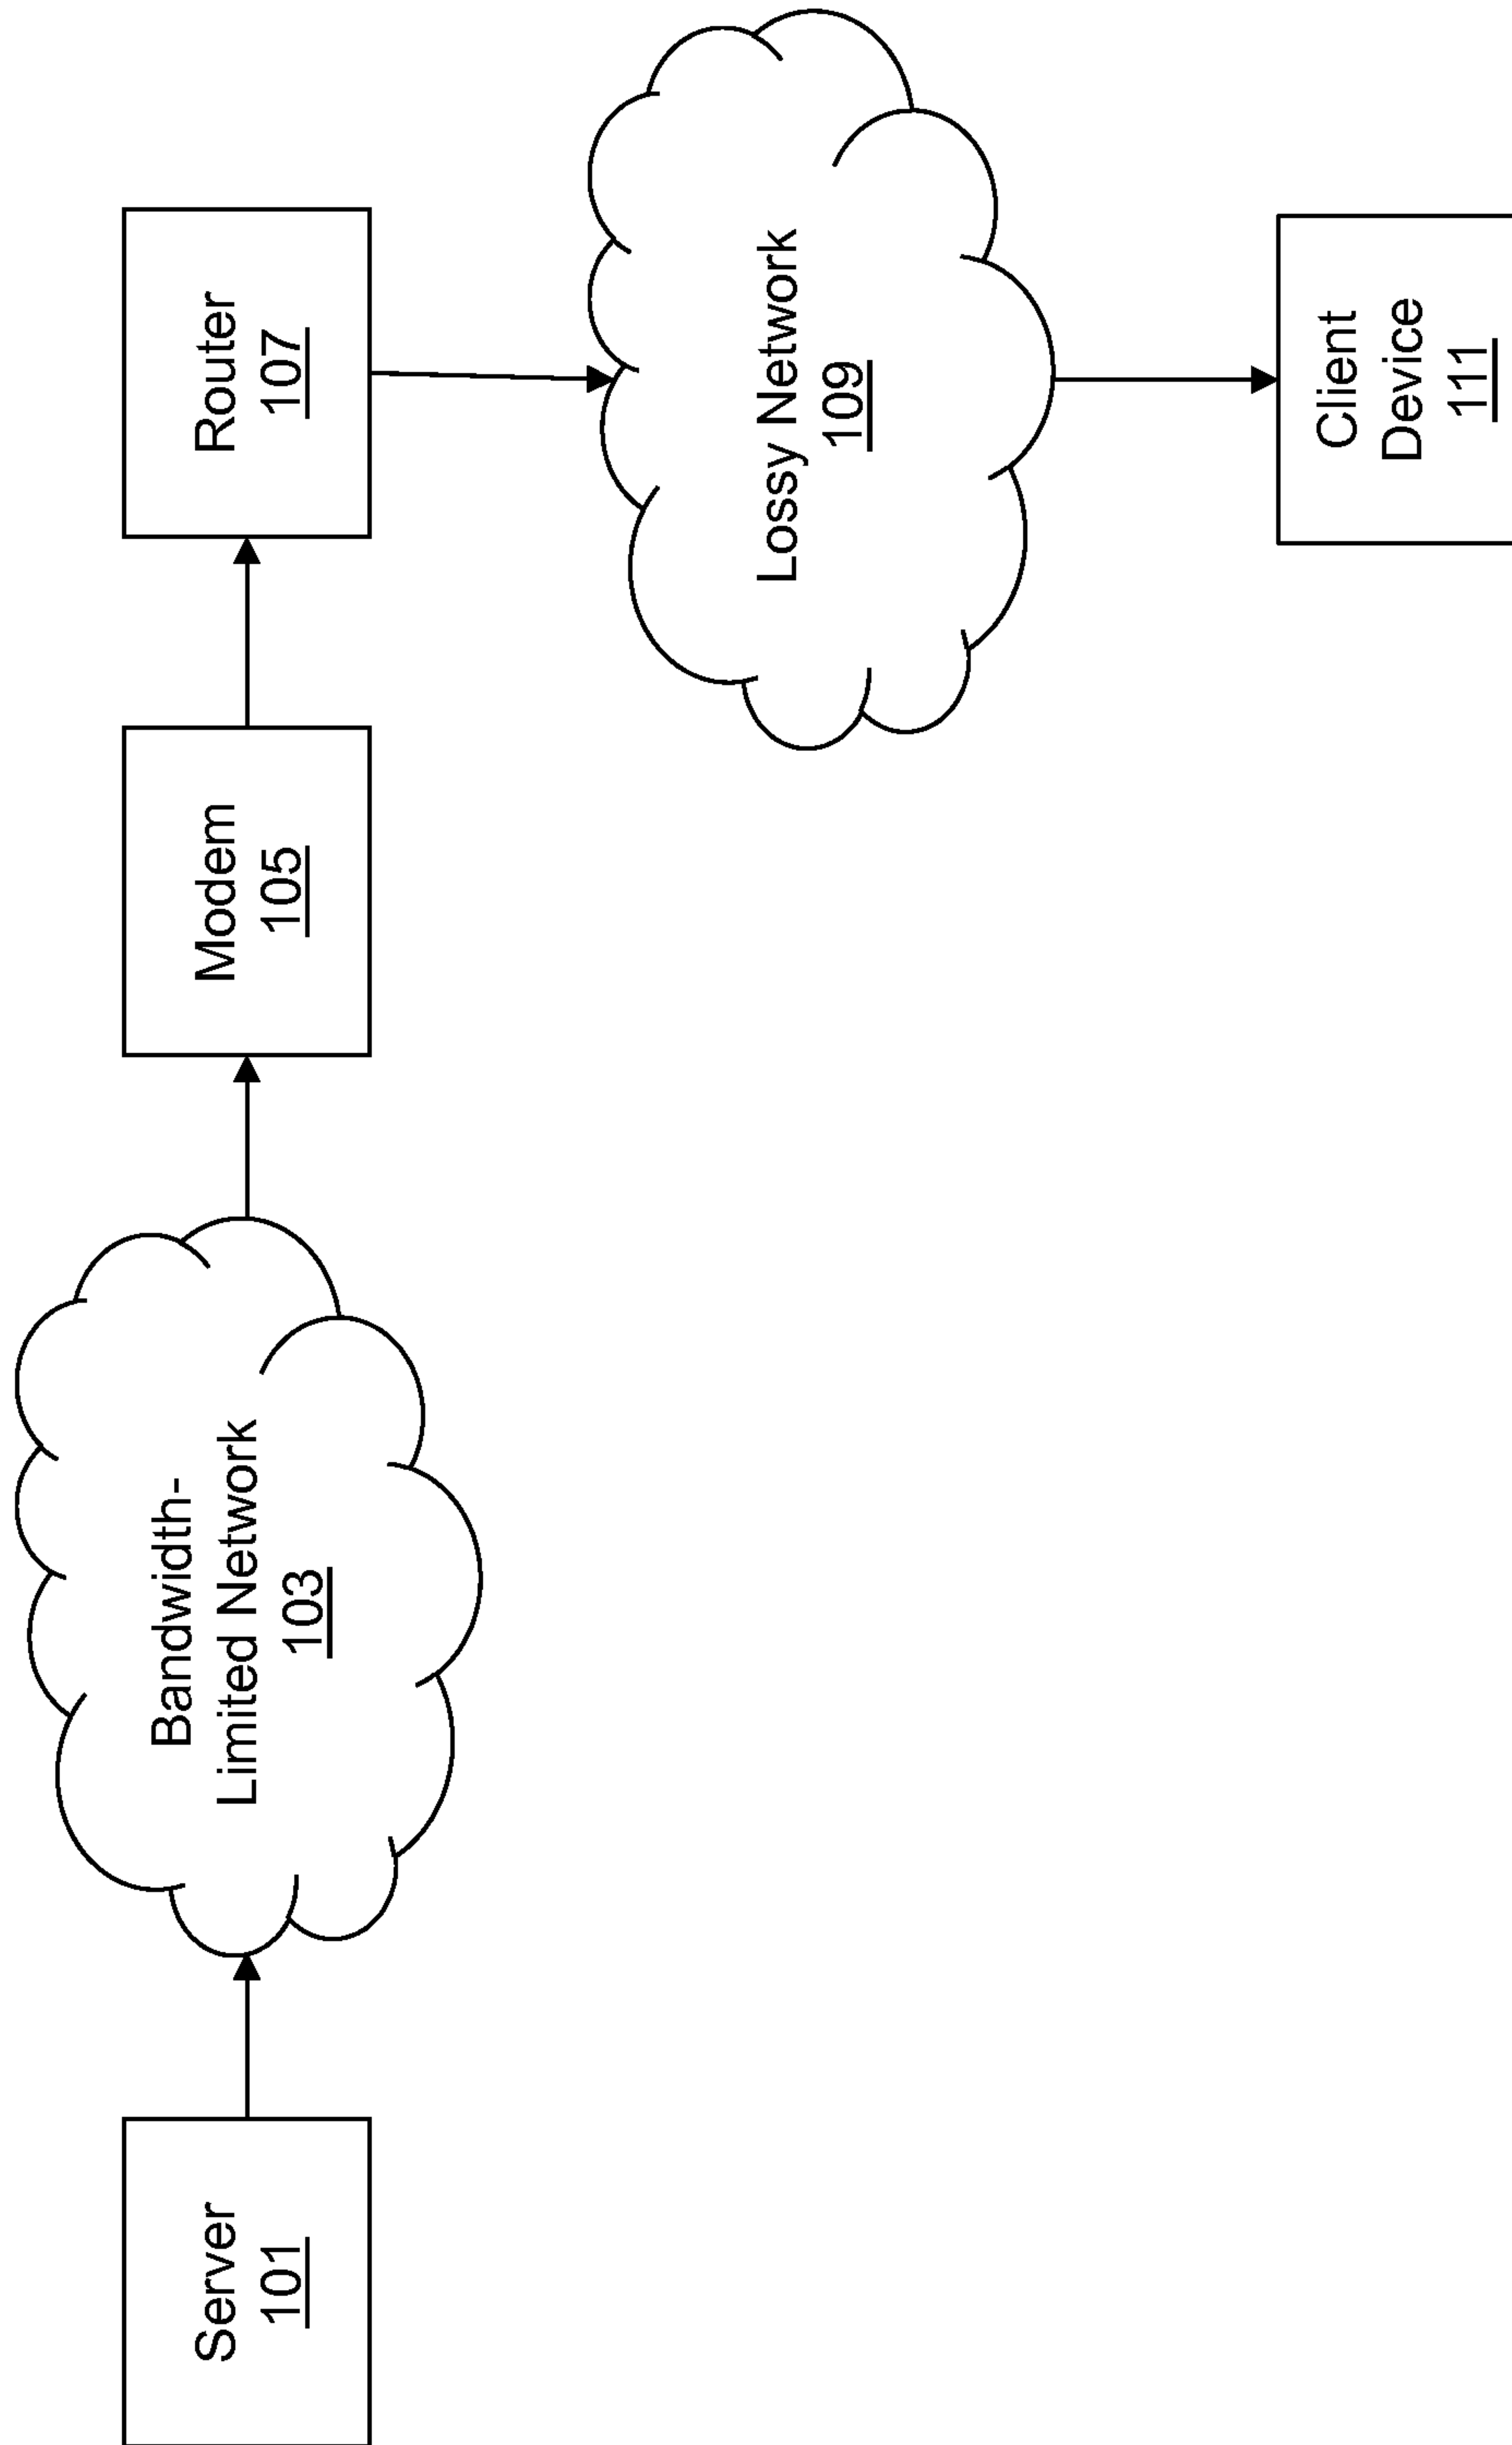 Server
101
Bandwidth-
Limited Network
103
Modem
105
Router
107
Lossy Network
109
Client
Device
111